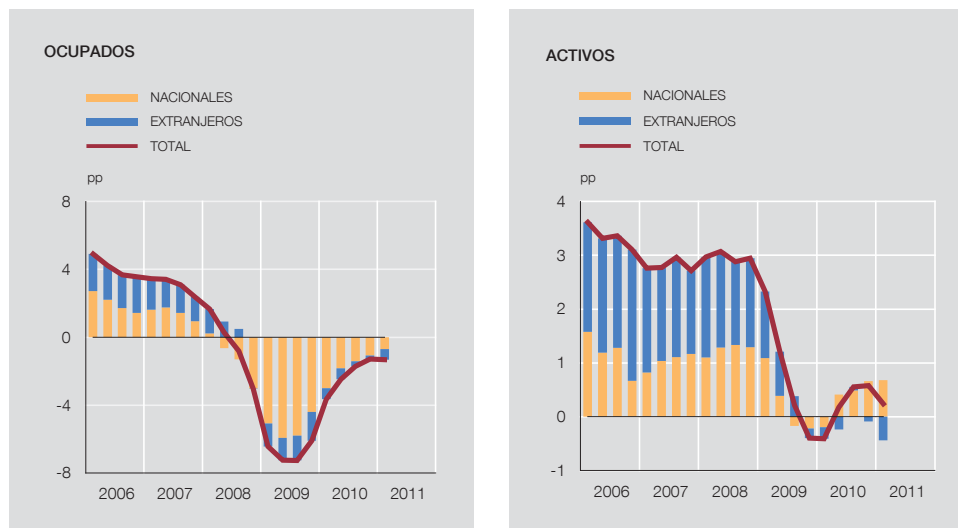 OCUPADOS
NACIONALES
EXTRANJEROS
TOTAL
pp
8
4
0
-4
-8
2006 2007 2008 2009 2010 2011
ACTIVOS
NACIONALES
EXTRANJEROS
TOTAL
pp
4
3
2
1
0
-1
2006 2007 2008 2009 2010 2011